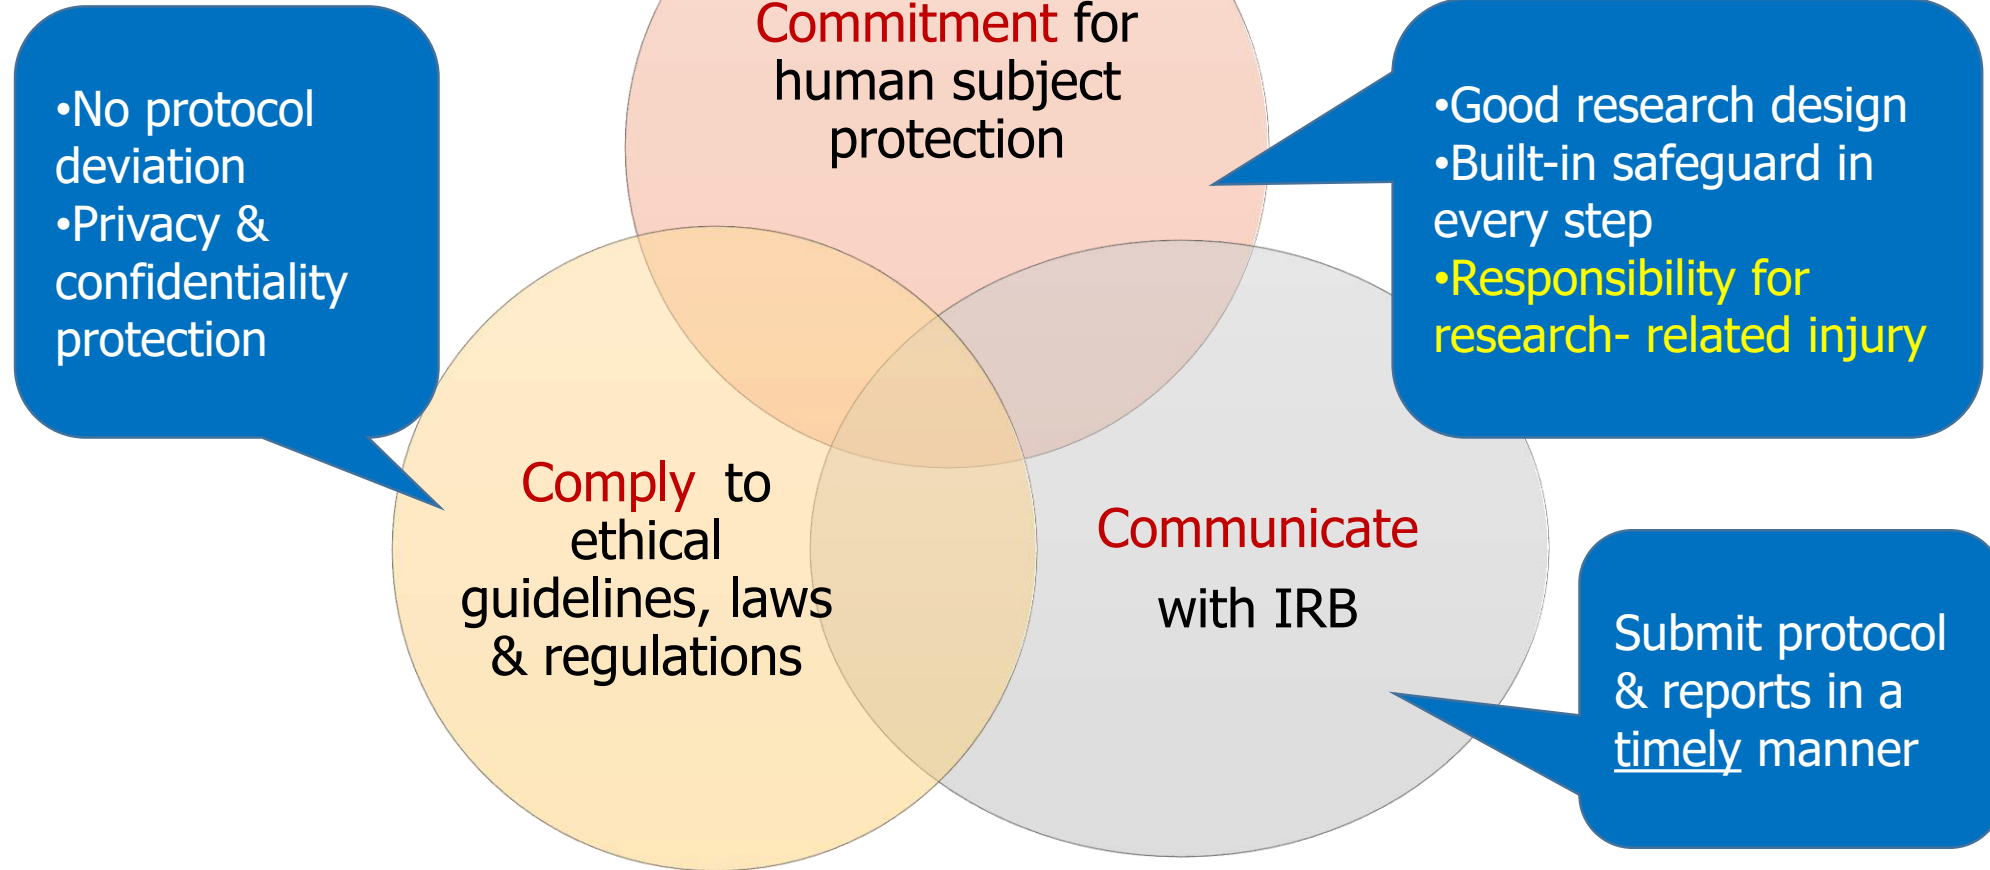 Commitment for
human subject
protection
•No protocol
deviation
•Privacy &
confidentiality
protection
•Good research design
•Built-in safeguard in
every step
•Responsibility for
research- related injury
Comply to
ethical
guidelines, laws
& regulations
Communicate
with IRB
Submit protocol
& reports in a
timely manner